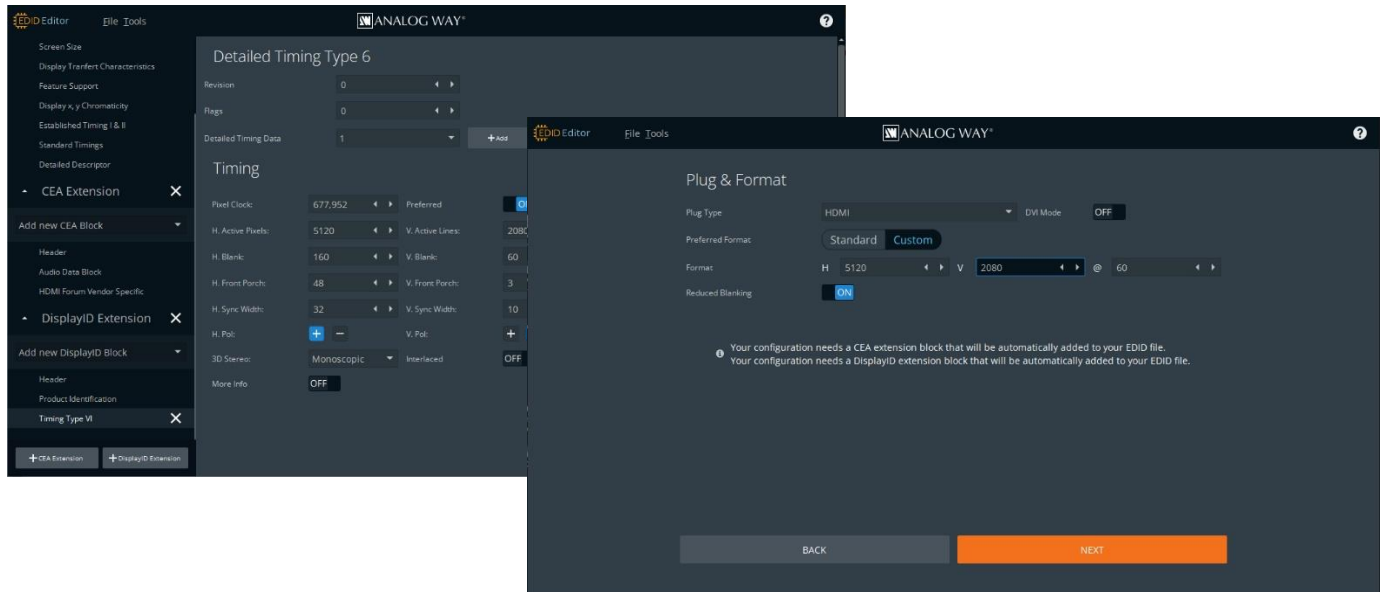 EDID Editor File Tools ANALOG WAY® ?
Screen Size
Display Tranfert Characteristics
Feature Support
Display x, y Chromaticity
Established Timing I & II
Standard Timings
Detailed Descriptor
CEA Extension
Add new CEA Block
Header
Audio Data Block
HDMI Forum Vendor Specific
DisplayID Extension
Add new DisplayID Block
Header
Product Identification
Timing Type VI
+CEA Extension +DisplayID Extension
Detailed Timing Type 6
Revision 0
Flags 0
Detailed Timing Data 1 +Add
Timing
Pixel Clock: 677,952 Preferred
H. Active Pixels: 5120 V. Active Lines: 2080
H. Blank: 160 V. Blank: 60
H. Front Porch: 48 V. Front Porch: 3
H. Sync Width: 32 V. Sync Width: 10
H. Pol: + − V. Pol: +
3D Stereo: Monoscopic Interlaced OFF
More Info OFF
EDID Editor File Tools ANALOG WAY® ?
Plug & Format
Plug Type HDMI DVI Mode OFF
Preferred Format Standard Custom
Format H 5120 V 2080 @ 60
Reduced Blanking ON
Your configuration needs a CEA extension block that will be automatically added to your EDID file.
Your configuration needs a DisplayID extension block that will be automatically added to your EDID file.
BACK NEXT